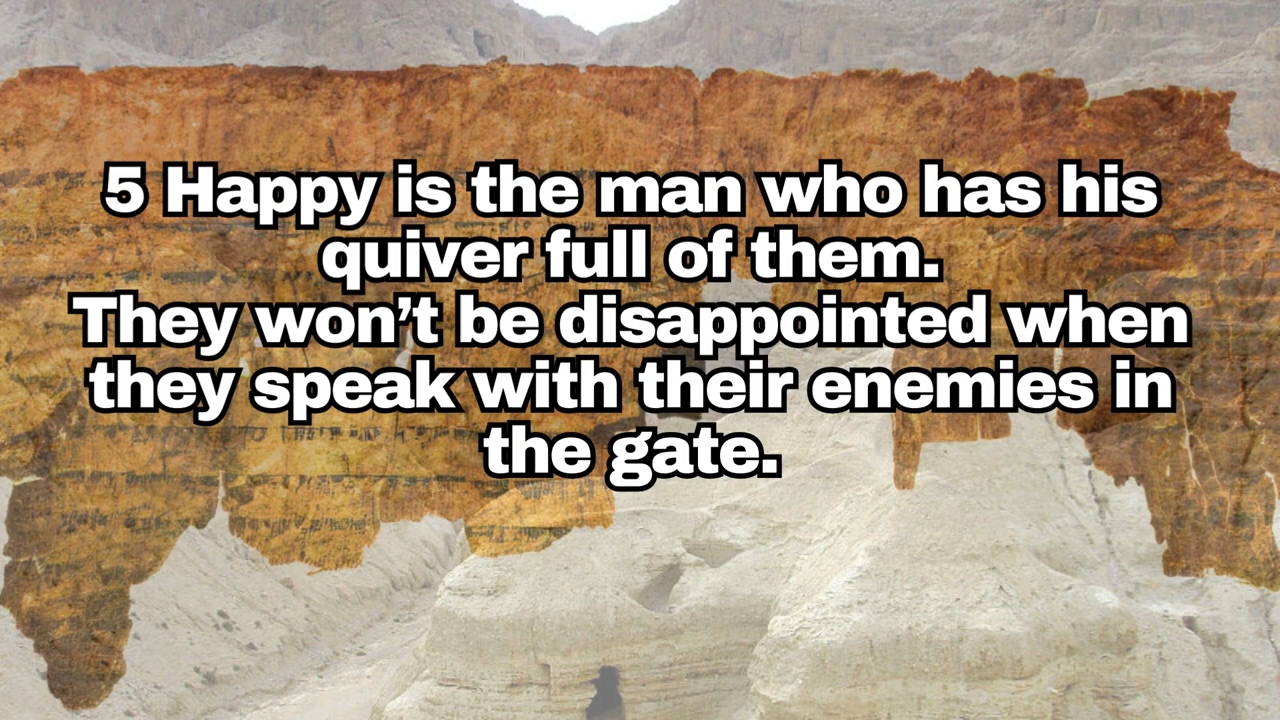 5 Happy is the man who has his
quiver full of them.
They won’t be disappointed when
they speak with their enemies in
the gate.